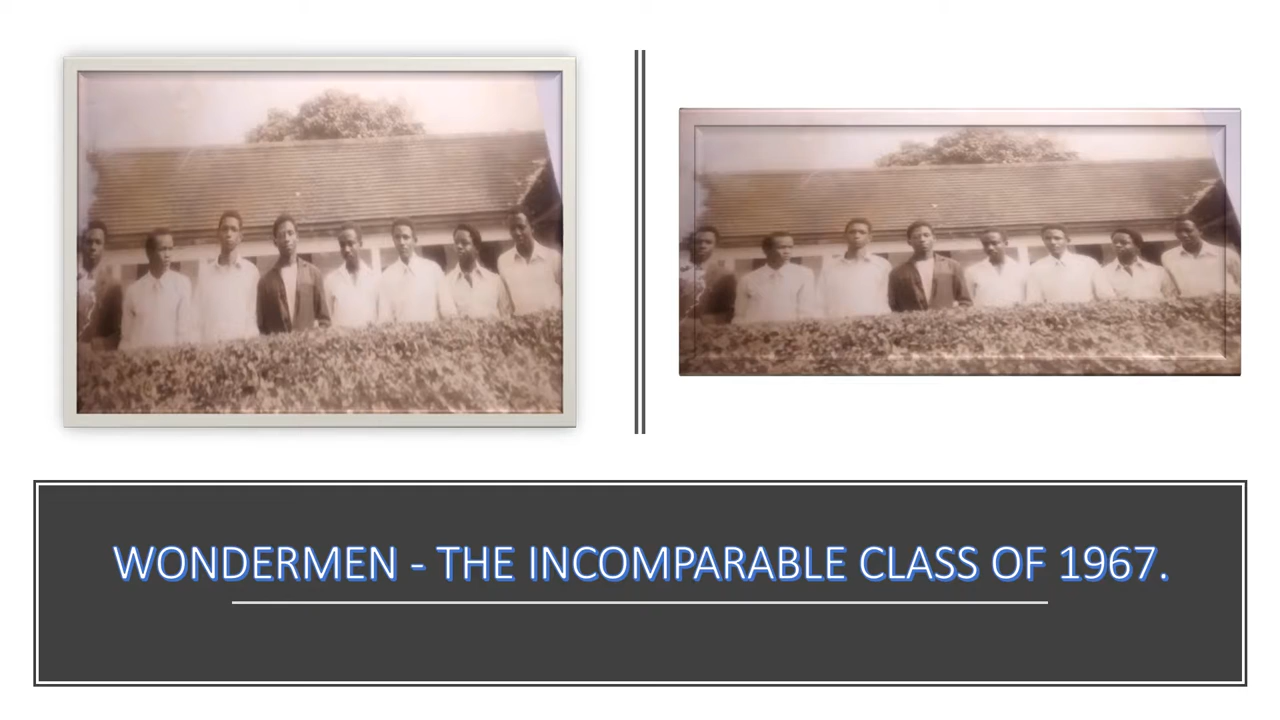 WONDERMEN - THE INCOMPARABLE CLASS OF 1967.